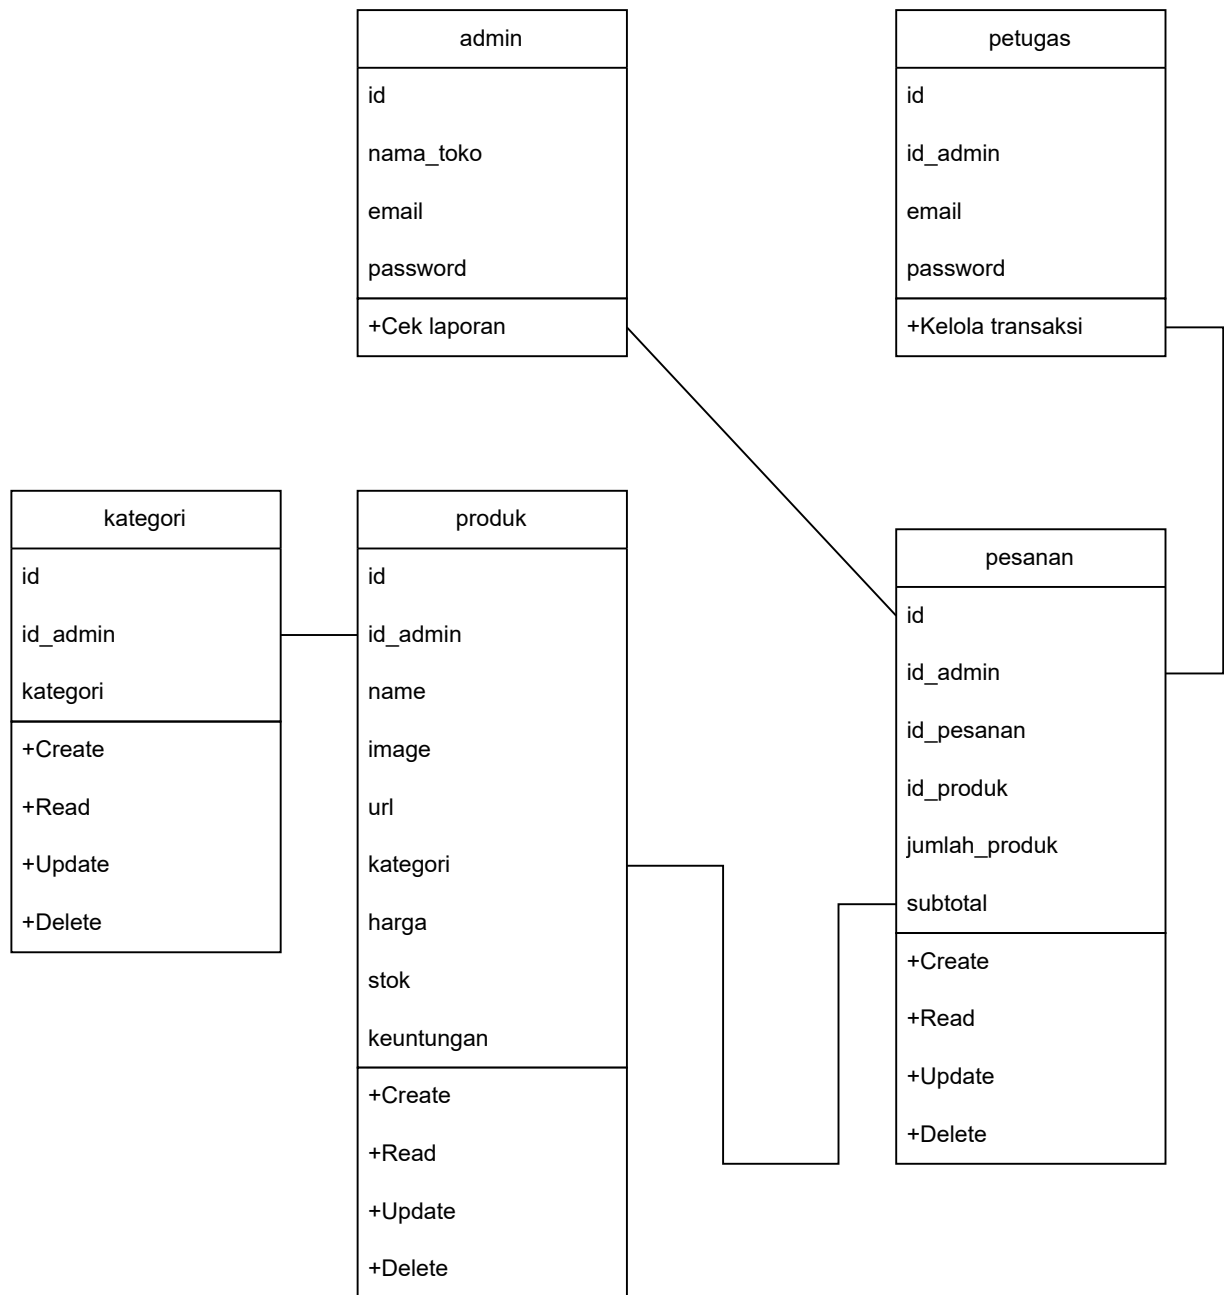 admin
id
nama_toko
email
password
+Cek laporan
petugas
id
id_admin
email
password
+Kelola transaksi
kategori
id
id_admin
kategori
+Create
+Read
+Update
+Delete
produk
id
id_admin
name
image
url
kategori
harga
stok
keuntungan
+Create
+Read
+Update
+Delete
pesanan
id
id_admin
id_pesanan
id_produk
jumlah_produk
subtotal
+Create
+Read
+Update
+Delete